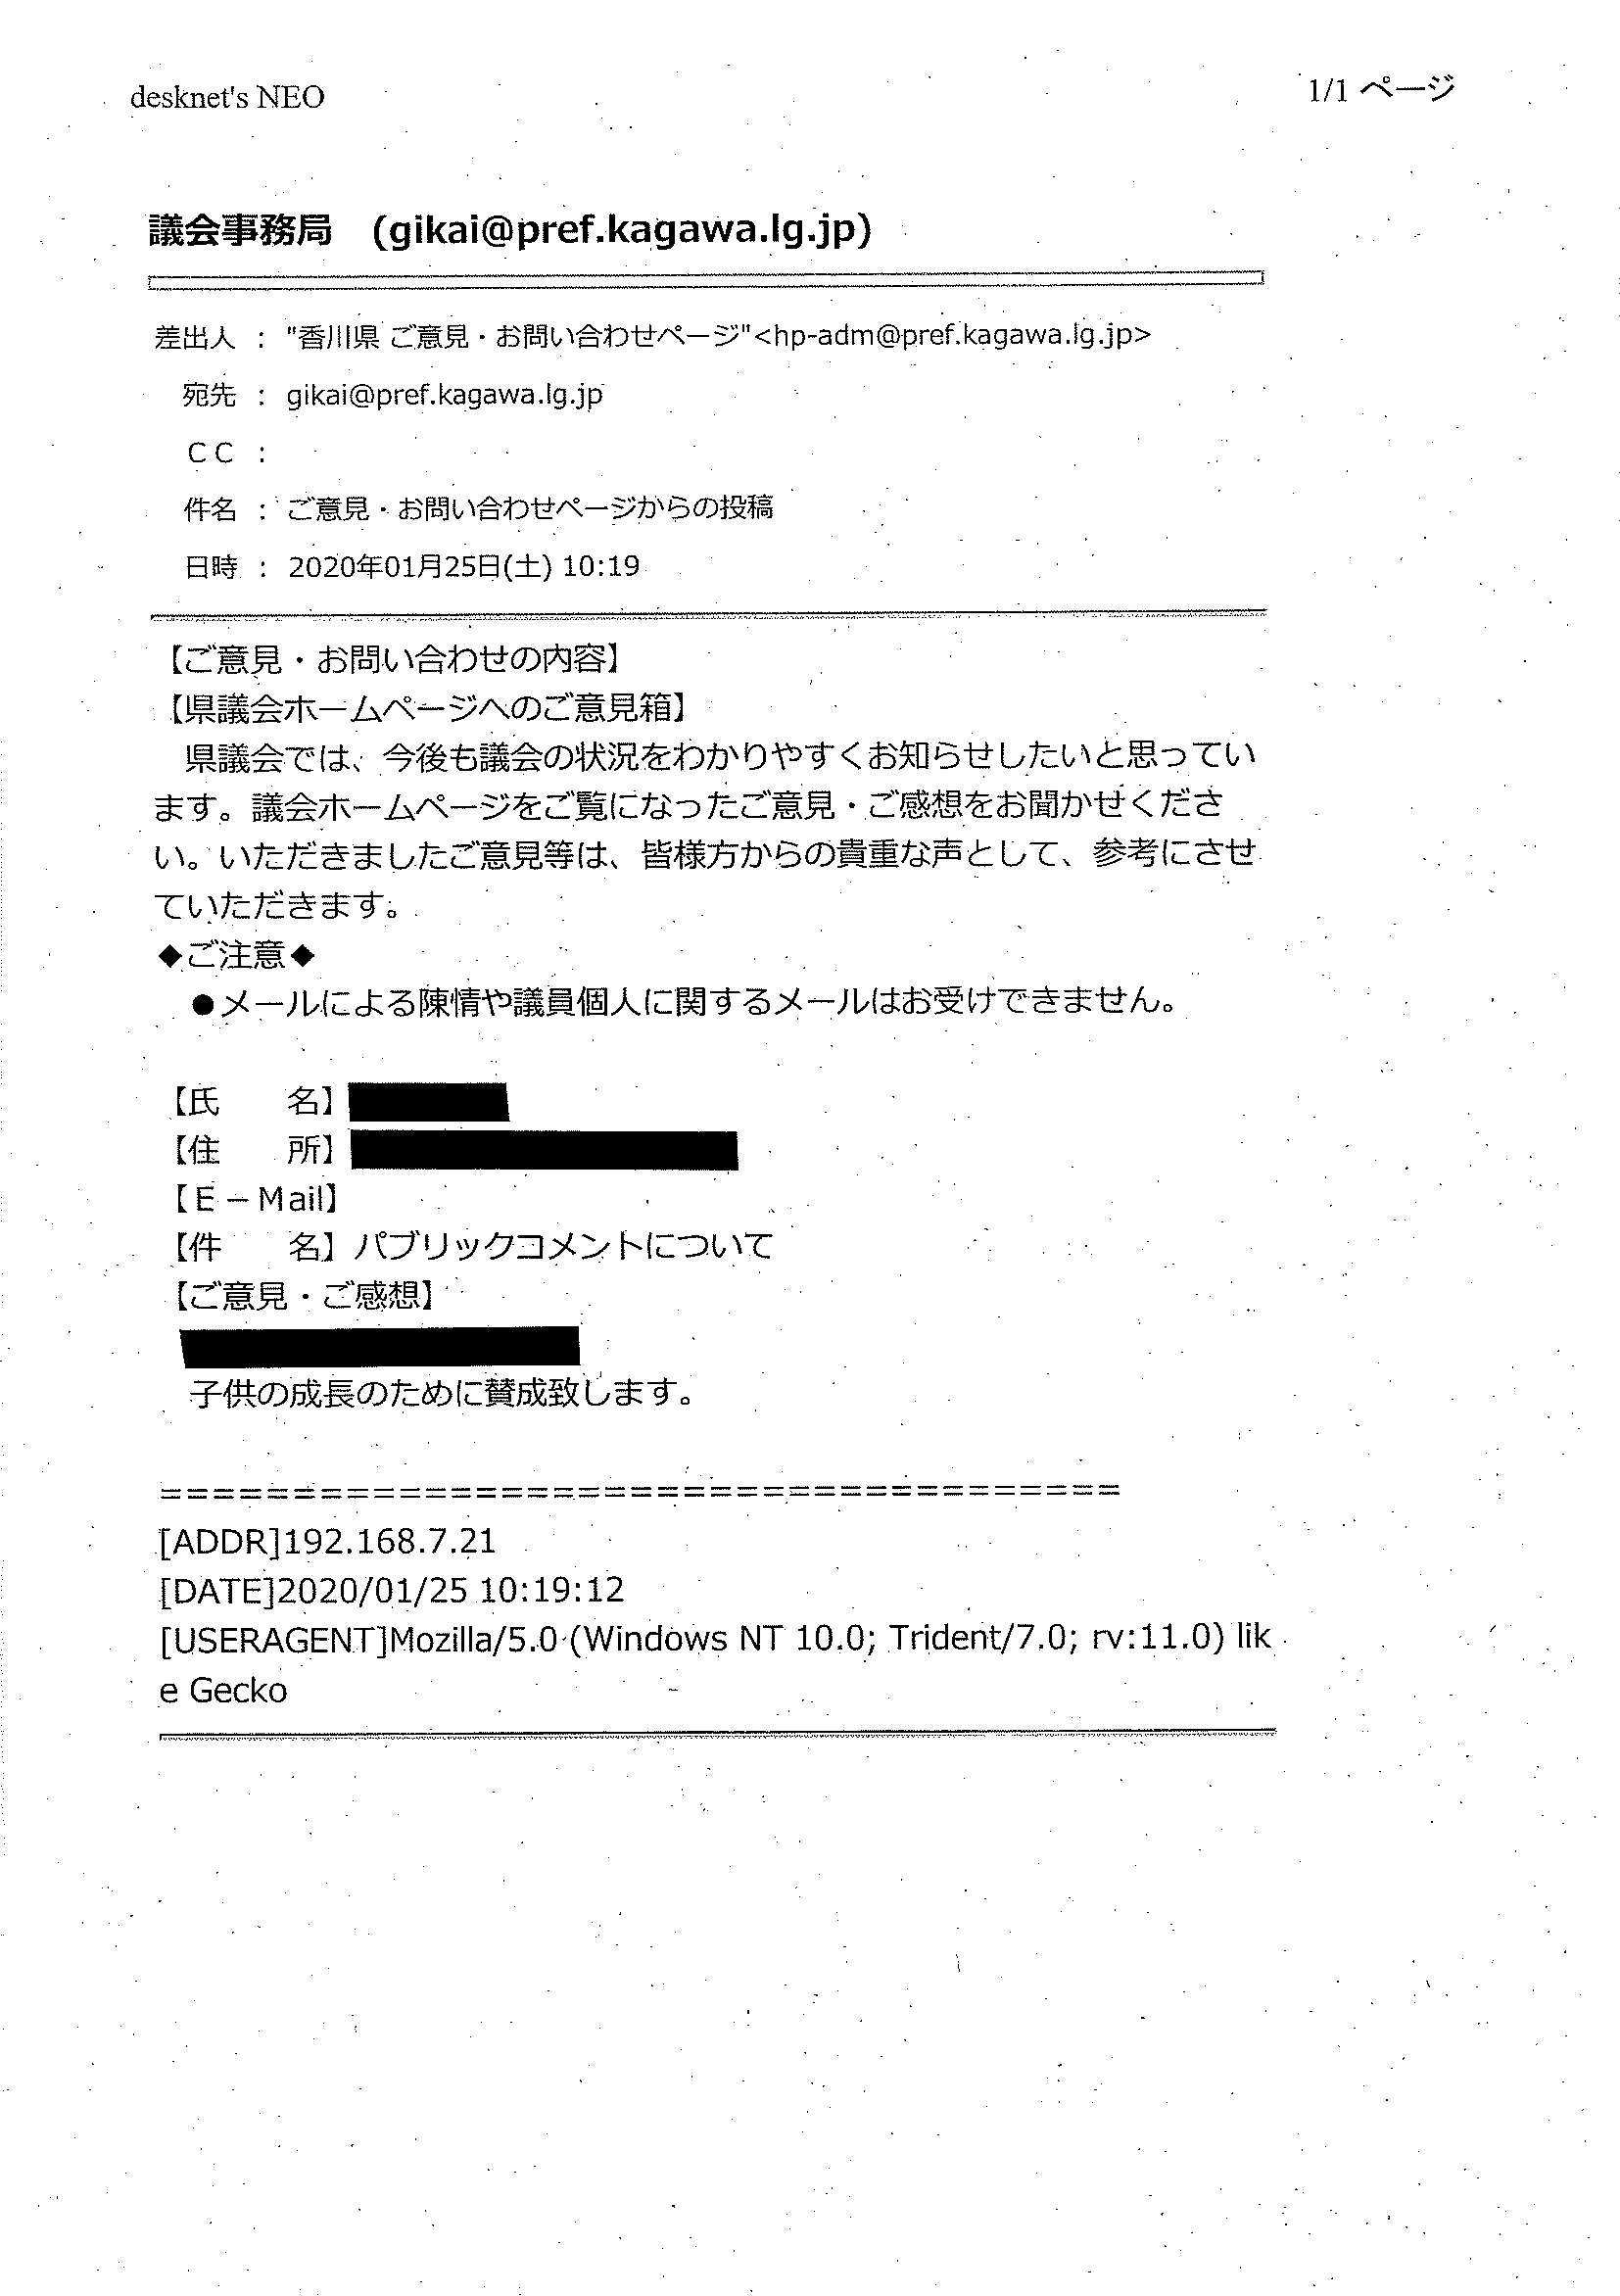 desknet's NEO
1/1 ページ
議会事務局 (gikai@pref.kagawa.lg.jp)
差出人 : "香川県 ご意見・お問い合わせページ"<hp-adm@pref.kagawa.lg.jp>
宛先 : gikai@pref.kagawa.lg.jp
ＣＣ :
件名 : ご意見・お問い合わせページからの投稿
日時 : 2020年01月25日(土) 10:19
【ご意見・お問い合わせの内容】
【県議会ホームページへのご意見箱】
県議会では、今後も議会の状況をわかりやすくお知らせしたいと思ってい
ます。議会ホームページをご覧になったご意見・ご感想をお聞かせくださ
い。いただきましたご意見等は、皆様方からの貴重な声として、参考にさせ
ていただきます。
◆ご注意◆
●メールによる陳情や議員個人に関するメールはお受けできません。
【氏　　名】
【住　　所】
【Ｅ－Mail】
【件　　名】パブリックコメントについて
【ご意見・ご感想】
子供の成長のために賛成致します。
=====================================
[ADDR]192.168.7.21
[DATE]2020/01/25 10:19:12
[USERAGENT]Mozilla/5.0 (Windows NT 10.0; Trident/7.0; rv:11.0) lik
e Gecko